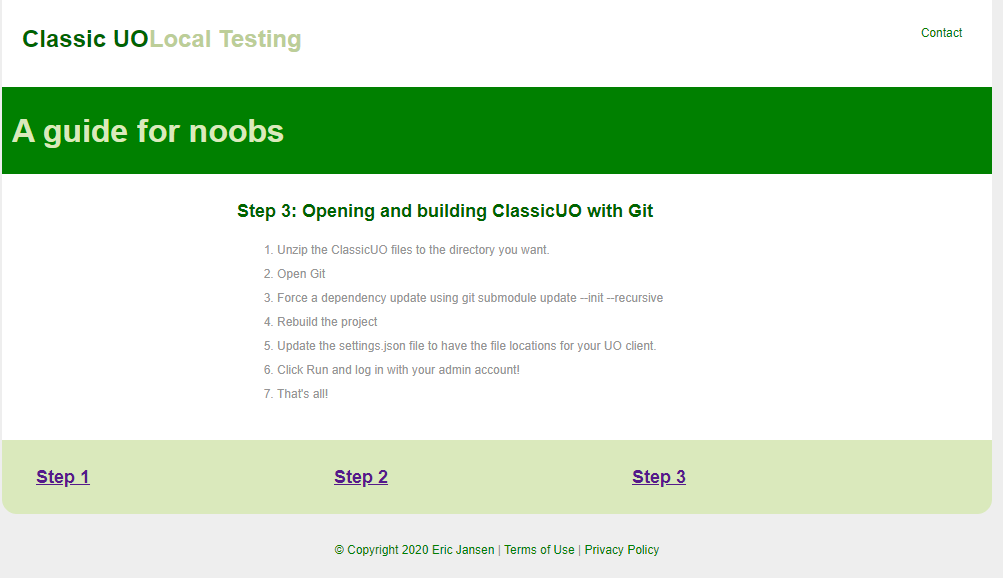 Classic UOLocal Testing
Contact
A guide for noobs
Step 3: Opening and building ClassicUO with Git
1. Unzip the ClassicUO files to the directory you want.
2. Open Git
3. Force a dependency update using git submodule update --init --recursive
4. Rebuild the project
5. Update the settings.json file to have the file locations for your UO client.
6. Click Run and log in with your admin account!
7. That's all!
Step 1
Step 2
Step 3
© Copyright 2020 Eric Jansen | Terms of Use | Privacy Policy